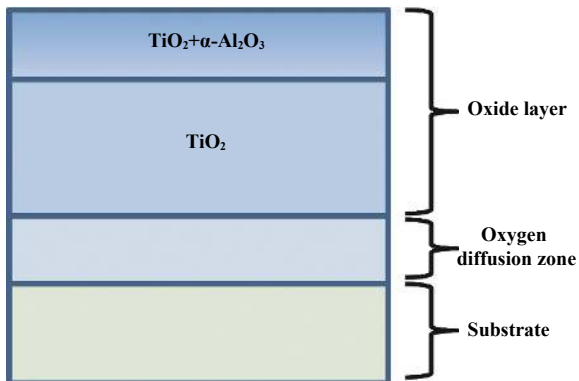 TiO₂+α-Al₂O₃
Oxide layer
TiO₂
Oxygen
diffusion zone
Substrate